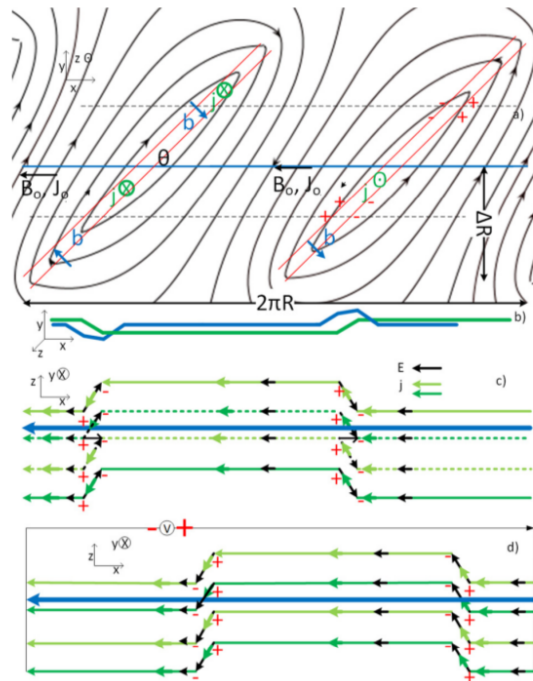 y z ⊙
x
a)
j ⊗
b
θ
j ⊗
b
B₀, J₀
- - +
+ +
j ⊙
B₀, J₀
+ +
+ - -
b
ΔR
2πR
y
z x
b)
y ⊗
z
x
c)
E
j
+ - + -
+ - + -
+ - + -
+ - + -
- V +
y ⊗
z
x
d)
- + - +
- + - +
- + - +
- + - +